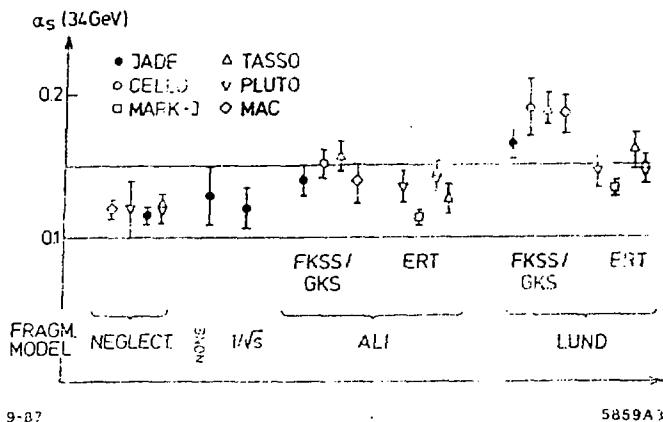 αs (34GeV)
JADE
TASSO
CELLO
PLUTO
MARK-J
MAC
0.2
0.1
FKSS/ GKS
ERT
FKSS/ GKS
ERT
FRAGM. MODEL
NEGLECT.
NONE
1/√s
ALI
LUND
9-87
5859A3